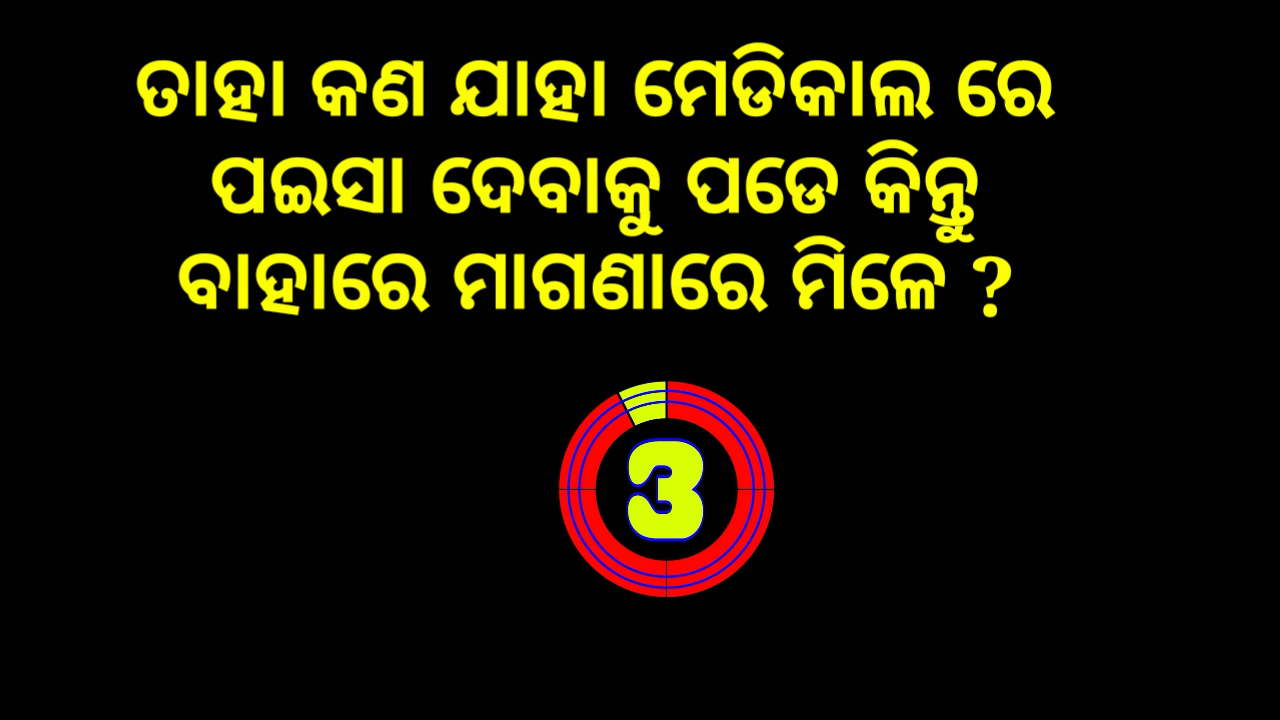 ତାହା କଣ ଯାହା ମେଡିକାଲ ରେ
ପଇସା ଦେବାକୁ ପଡେ କିନ୍ତୁ
ବାହାରେ ମାଗଣାରେ ମିଳେ ?
3